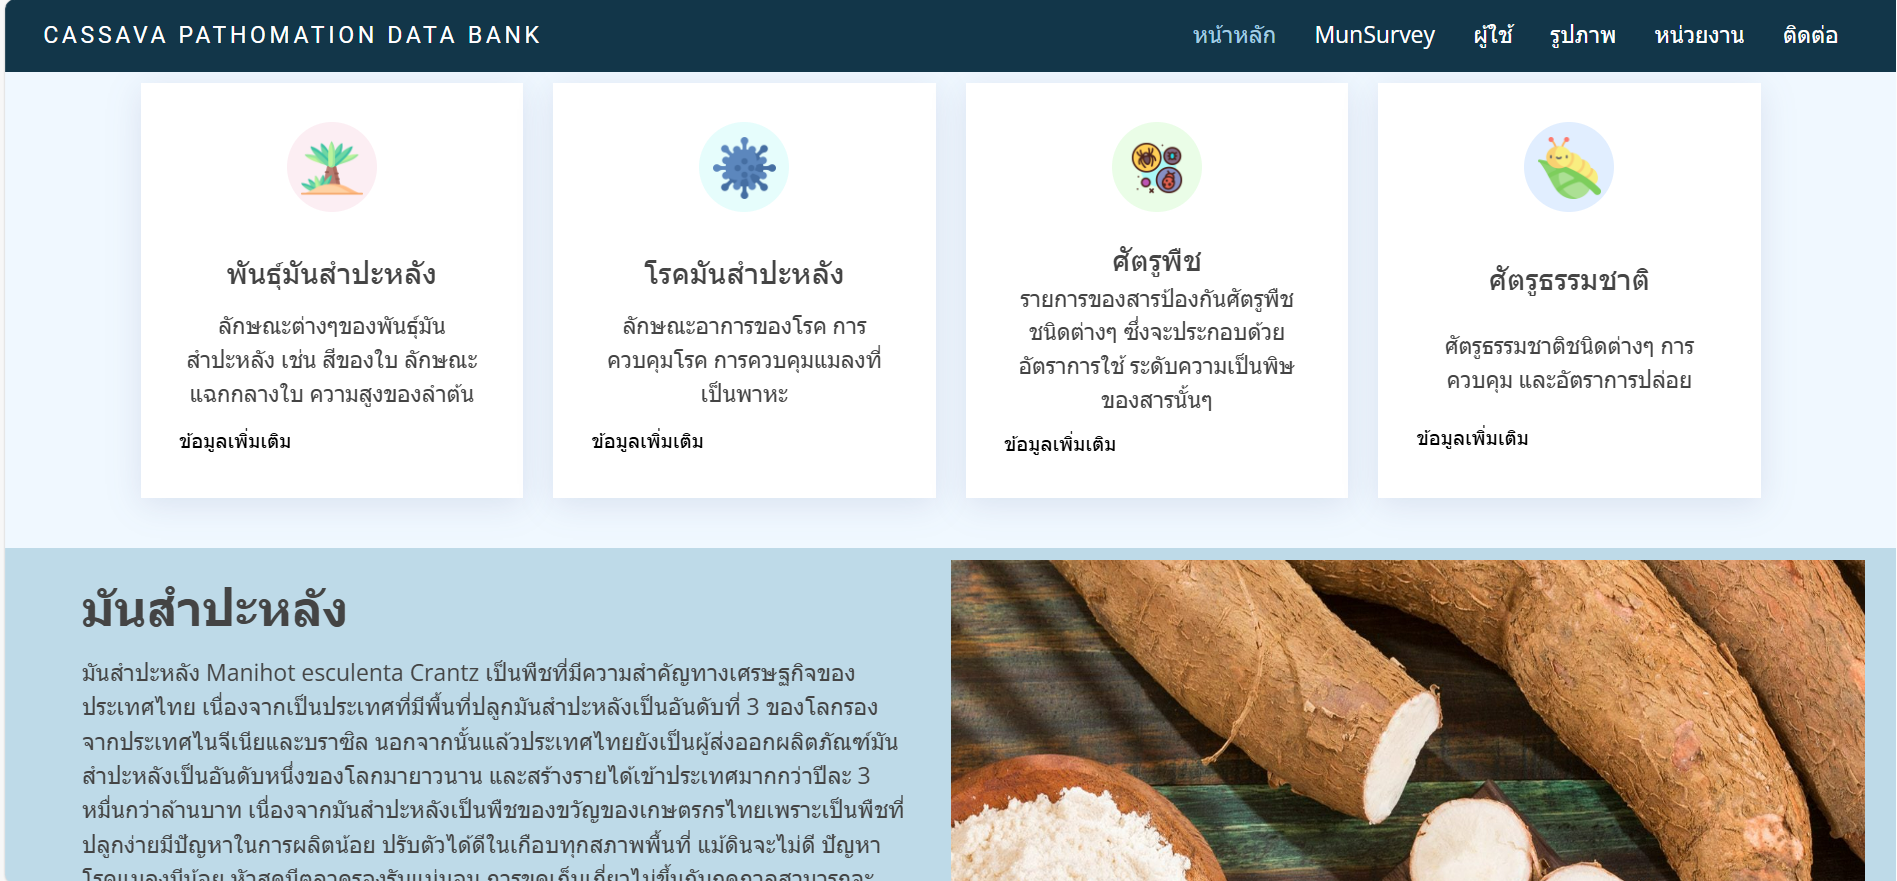 CASSAVA PATHOMATION DATA BANK
หน้าหลัก MunSurvey ผู้ใช้ รูปภาพ หน่วยงาน ติดต่อ
พันธุ์มันสำปะหลัง
ลักษณะต่างๆของพันธุ์มัน
สำปะหลัง เช่น สีของใบ ลักษณะ
แฉกกลางใบ ความสูงของลำต้น
ข้อมูลเพิ่มเติม
โรคมันสำปะหลัง
ลักษณะอาการของโรค การ
ควบคุมโรค การควบคุมแมลงที่
เป็นพาหะ
ข้อมูลเพิ่มเติม
ศัตรูพืช
รายการของสารป้องกันศัตรูพืช
ชนิดต่างๆ ซึ่งจะประกอบด้วย
อัตราการใช้ ระดับความเป็นพิษ
ของสารนั้นๆ
ข้อมูลเพิ่มเติม
ศัตรูธรรมชาติ
ศัตรูธรรมชาติชนิดต่างๆ การ
ควบคุม และอัตราการปล่อย
ข้อมูลเพิ่มเติม
มันสำปะหลัง
มันสำปะหลัง Manihot esculenta Crantz เป็นพืชที่มีความสำคัญทางเศรษฐกิจของ
ประเทศไทย เนื่องจากเป็นประเทศที่มีพื้นที่ปลูกมันสำปะหลังเป็นอันดับที่ 3 ของโลกรอง
จากประเทศไนจีเนียและบราซิล นอกจากนั้นแล้วประเทศไทยยังเป็นผู้ส่งออกผลิตภัณฑ์มัน
สำปะหลังเป็นอันดับหนึ่งของโลกมายาวนาน และสร้างรายได้เข้าประเทศมากกว่าปีละ 3
หมื่นกว่าล้านบาท เนื่องจากมันสำปะหลังเป็นพืชของขวัญของเกษตรกรไทยเพราะเป็นพืชที่
ปลูกง่ายมีปัญหาในการผลิตน้อย ปรับตัวได้ดีในเกือบทุกสภาพพื้นที่ แม้ดินจะไม่ดี ปัญหา